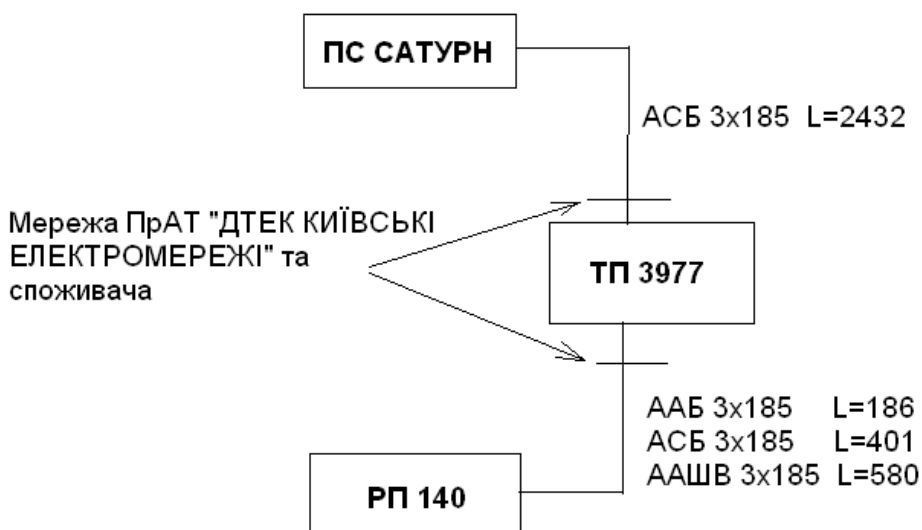 ПС САТУРН
АСБ 3х185 L=2432
Мережа ПрАТ "ДТЕК КИЇВСЬКІ
ЕЛЕКТРОМЕРЕЖІ" та
споживача
ТП 3977
ААБ 3х185 L=186
АСБ 3х185 L=401
ААШВ 3х185 L=580
РП 140